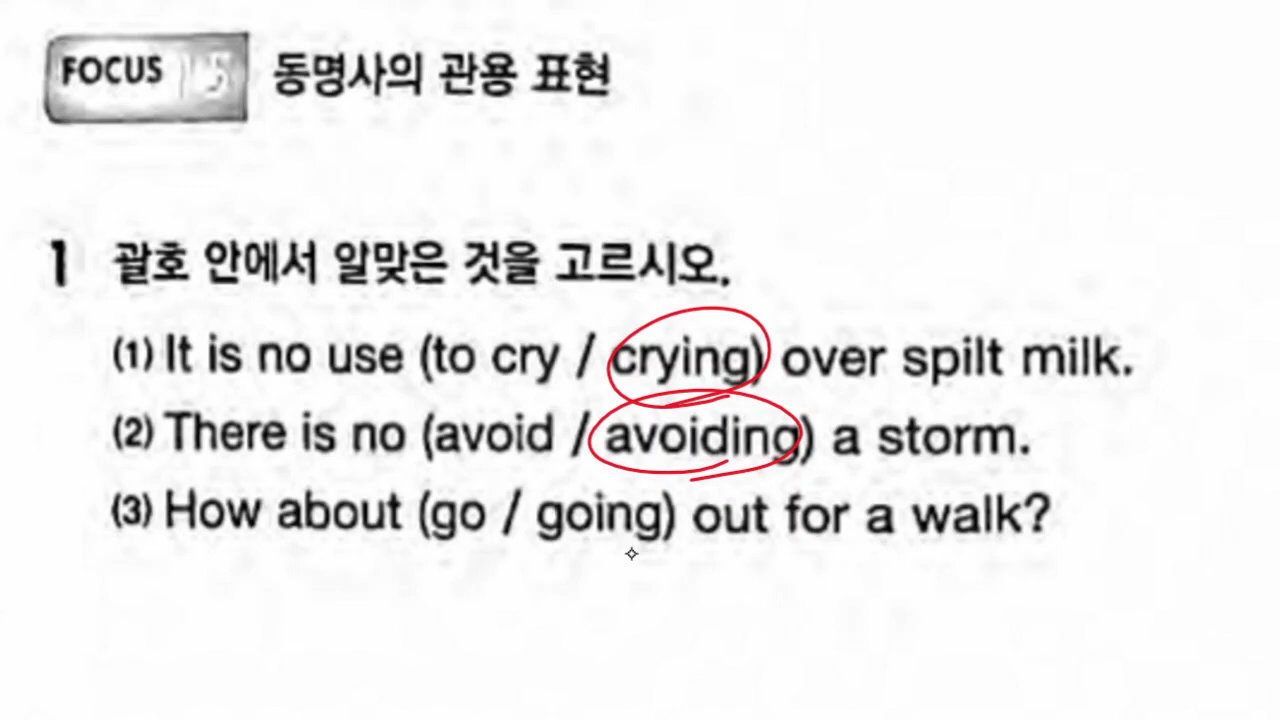 FOCUS 동명사의 관용 표현
1 괄호 안에서 알맞은 것을 고르시오.
(1) It is no use (to cry / crying) over spilt milk.
(2) There is no (avoid / avoiding) a storm.
(3) How about (go / going) out for a walk?